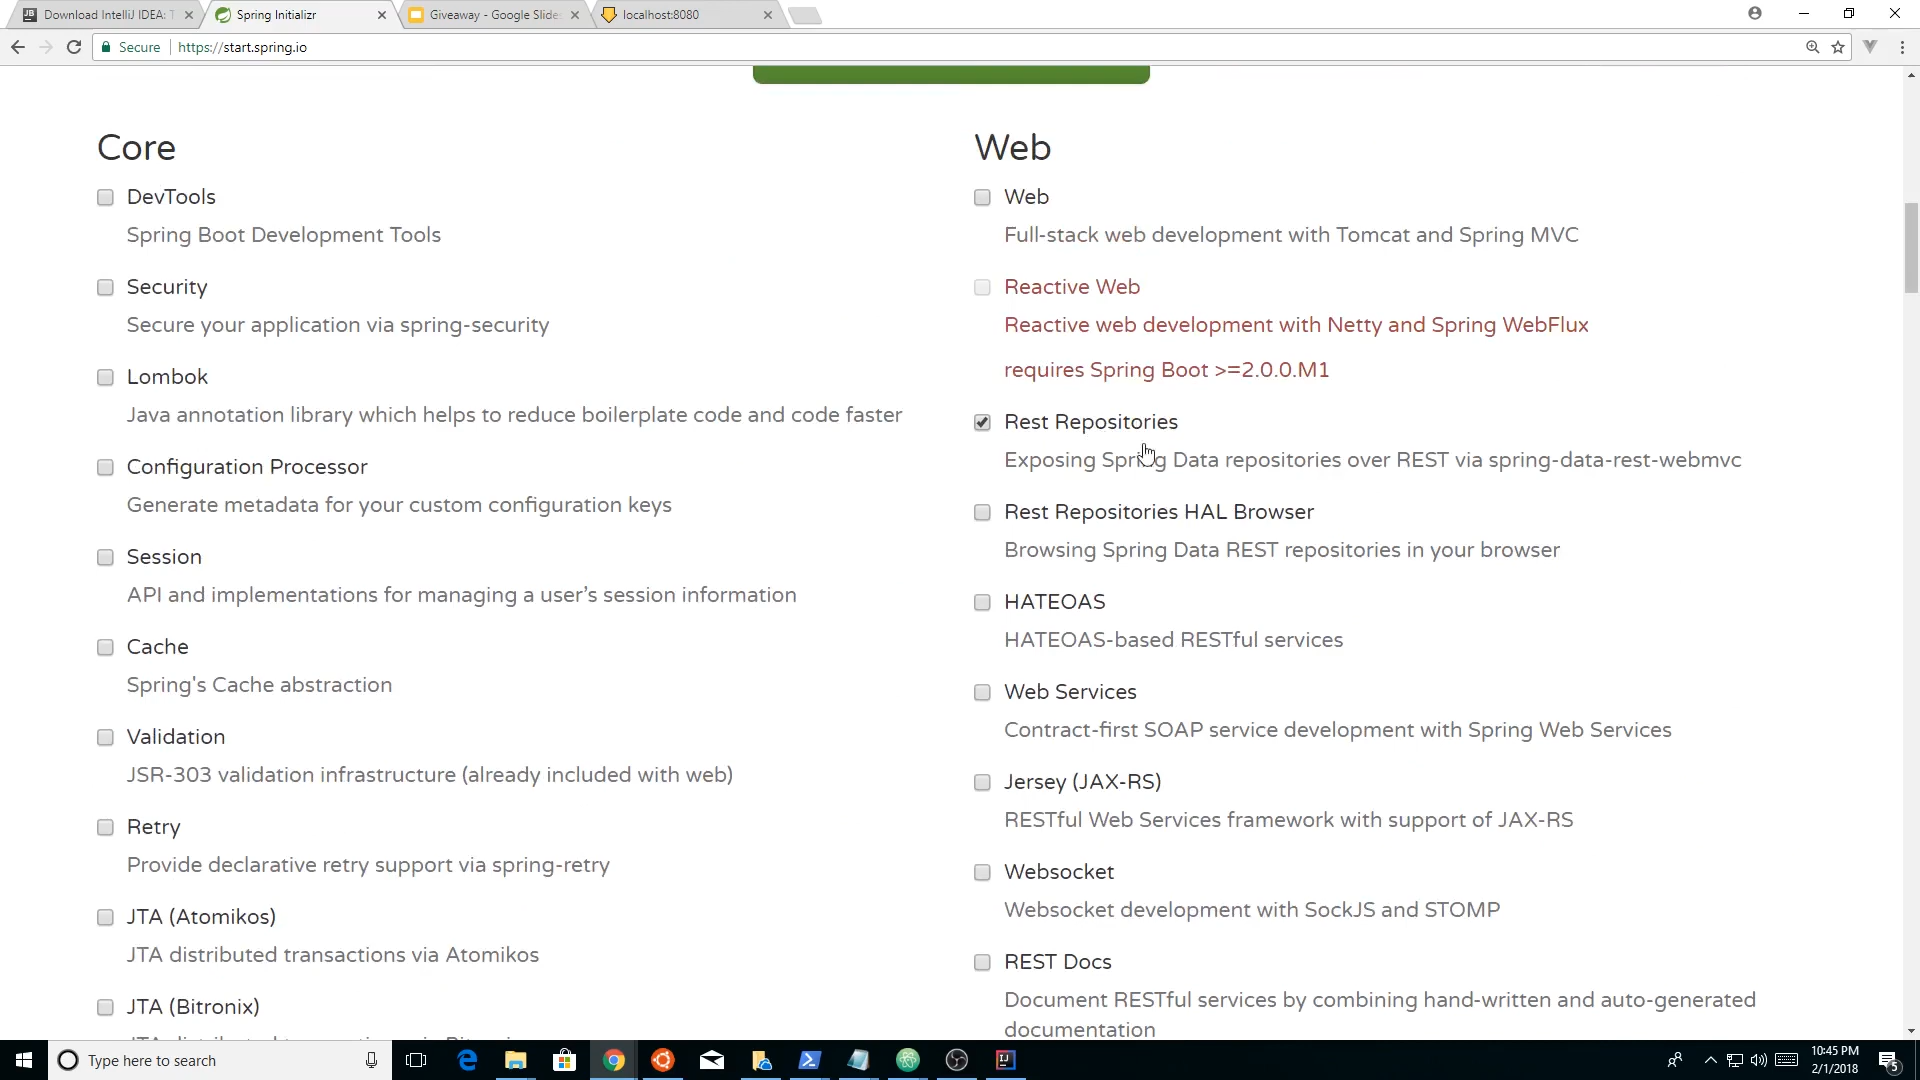 Download IntelliJ IDEA: T
Spring Initializr
Giveaway - Google Slides
localhost:8080
Secure
https://start.spring.io
Core
DevTools
Spring Boot Development Tools
Security
Secure your application via spring-security
Lombok
Java annotation library which helps to reduce boilerplate code and code faster
Configuration Processor
Generate metadata for your custom configuration keys
Session
API and implementations for managing a user's session information
Cache
Spring's Cache abstraction
Validation
JSR-303 validation infrastructure (already included with web)
Retry
Provide declarative retry support via spring-retry
JTA (Atomikos)
JTA distributed transactions via Atomikos
JTA (Bitronix)
Web
Web
Full-stack web development with Tomcat and Spring MVC
Reactive Web
Reactive web development with Netty and Spring WebFlux
requires Spring Boot >=2.0.0.M1
Rest Repositories
Exposing Spring Data repositories over REST via spring-data-rest-webmvc
Rest Repositories HAL Browser
Browsing Spring Data REST repositories in your browser
HATEOAS
HATEOAS-based RESTful services
Web Services
Contract-first SOAP service development with Spring Web Services
Jersey (JAX-RS)
RESTful Web Services framework with support of JAX-RS
Websocket
Websocket development with SockJS and STOMP
REST Docs
Document RESTful services by combining hand-written and auto-generated
documentation
Type here to search
10:45 PM
2/1/2018
5